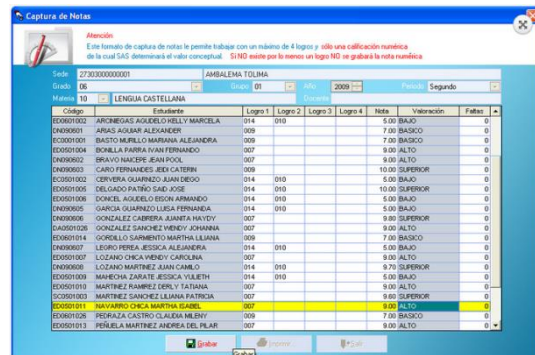 Captura de Notas
Atención
Este formato de captura de notas le permite trabajar con un máximo de 4 logros y sólo una calificación numérica
de la cual SAS determinará el valor conceptual. Si NO existe por lo menos un logro NO se grabará la nota numérica
Sede 27303000000001 AMBALEMA TOLIMA
Grado 06 Grupo 01 Año 2009 Periodo Segundo
Materia 10 LENGUA CASTELLANA Docente
Código Estudiante Logro 1 Logro 2 Logro 3 Logro 4 Nota Valoración Faltas
ED0601002 ARCINIEGAS AGUDELO KELLY MARCELA 014 010 5.00 BAJO 0
DN090601 ARIAS AGUIAR ALEXANDER 009 7.00 BASICO 0
EC0001001 BASTO MURILLO MARIANA ALEJANDRA 009 7.00 BASICO 0
ED0501004 BONILLA PARRA IVAN FERNANDO 007 9.00 ALTO 0
DN090602 BRAVO NAICEPE JEAN POOL 007 9.00 ALTO 0
DN090603 CARO FERNANDES JEIDI CATERIN 009 10.00 SUPERIOR 0
EC0501002 CERVERA GUARNIZO JUAN DIEGO 014 010 5.00 BAJO 0
ED0501005 DELGADO PATIÑO SAID JOSE 014 010 10.00 SUPERIOR 0
ED0501006 DONCEL AGUDELO EISON ARMANDO 014 010 5.00 BAJO 0
DN090605 GARCIA GUARNIZO LUISA FERNANDA 014 010 5.00 BAJO 0
DN090606 GONZALEZ CABRERA JUANITA HAYDY 007 9.80 SUPERIOR 0
DA0501026 GONZALEZ SANCHEZ WENDY JOHANNA 007 9.00 ALTO 0
ED0601014 GORDILLO SARMIENTO MARTHA LILIANA 009 7.00 BASICO 0
DN090607 LEGRO PEREA JESSICA ALEJANDRA 014 010 5.00 BAJO 0
ED0501007 LOZANO CHICA WENDY CAROLINA 007 9.00 ALTO 0
DN090608 LOZANO MARTINEZ JUAN CAMILO 014 010 9.70 SUPERIOR 0
ED0501009 MAHECHA ZARATE JESSICA YULIETH 014 010 5.00 BAJO 0
ED0501010 MARTINEZ RAMIREZ DERLY TATIANA 007 9.00 ALTO 0
SC0501003 MARTINEZ SANCHEZ LILIANA PATRICIA 007 9.60 SUPERIOR 0
ED0501011 NAVARRO CHICA MARTHA ISABEL 007 9.00 ALTO 0
ED0601026 PEDRAZA CASTRO CLAUDIA MILENY 009 7.00 BASICO 0
ED0501013 PEÑUELA MARTINEZ ANDREA DEL PILAR 007 9.00 ALTO 0
Grabar Imprimir Salir
Grabar